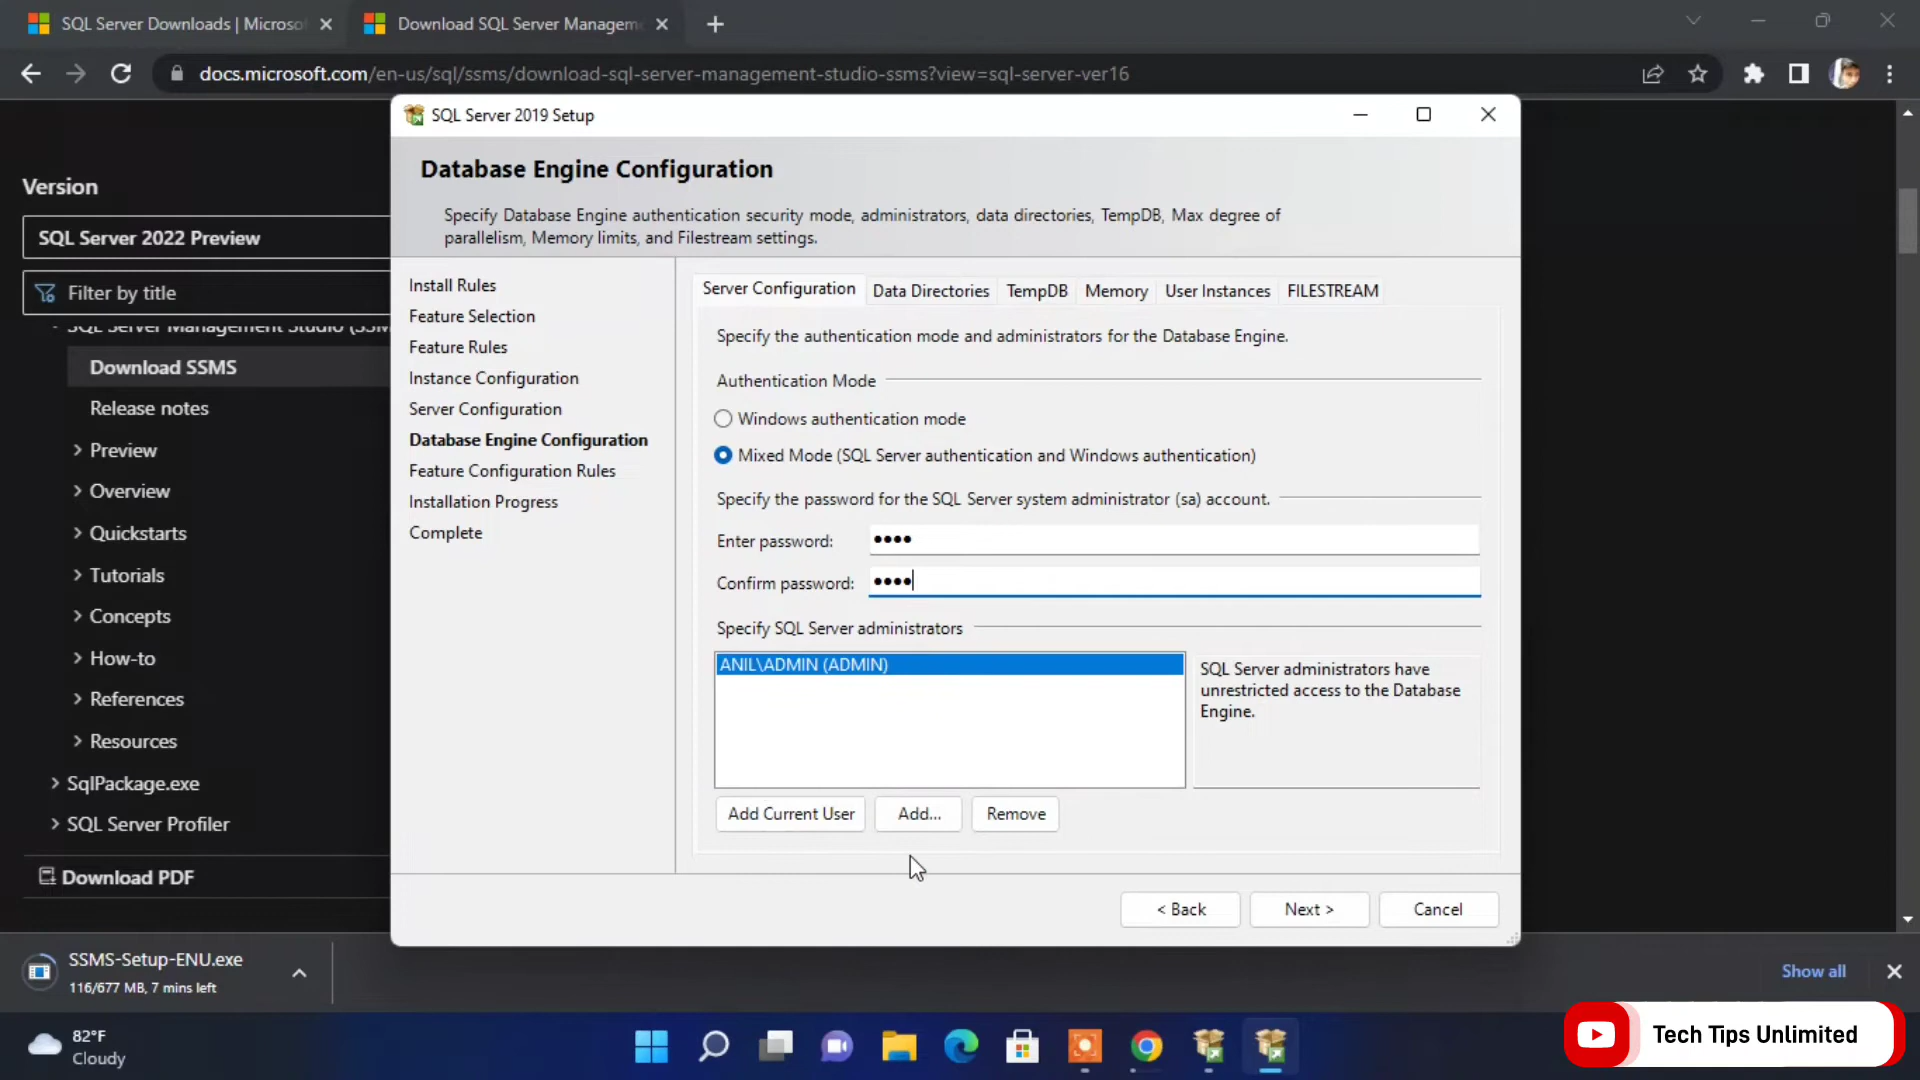 SQL Server Downloads | Microso
Download SQL Server Managem
docs.microsoft.com/en-us/sql/ssms/download-sql-server-management-studio-ssms?view=sql-server-ver16
Version
SQL Server 2022 Preview
Filter by title
SQL Server Management Studio (SSM
Download SSMS
Release notes
Preview
Overview
Quickstarts
Tutorials
Concepts
How-to
References
Resources
SqlPackage.exe
SQL Server Profiler
Download PDF
SQL Server 2019 Setup
Database Engine Configuration
Specify Database Engine authentication security mode, administrators, data directories, TempDB, Max degree of
parallelism, Memory limits, and Filestream settings.
Install Rules
Feature Selection
Feature Rules
Instance Configuration
Server Configuration
Database Engine Configuration
Feature Configuration Rules
Installation Progress
Complete
Server Configuration Data Directories TempDB Memory User Instances FILESTREAM
Specify the authentication mode and administrators for the Database Engine.
Authentication Mode
Windows authentication mode
Mixed Mode (SQL Server authentication and Windows authentication)
Specify the password for the SQL Server system administrator (sa) account.
Enter password: ●●●●
Confirm password: ●●●●
Specify SQL Server administrators
ANIL\ADMIN (ADMIN)
SQL Server administrators have
unrestricted access to the Database
Engine.
Add Current User Add... Remove
< Back Next > Cancel
SSMS-Setup-ENU.exe
116/677 MB, 7 mins left
Show all
82°F
Cloudy
Tech Tips Unlimited